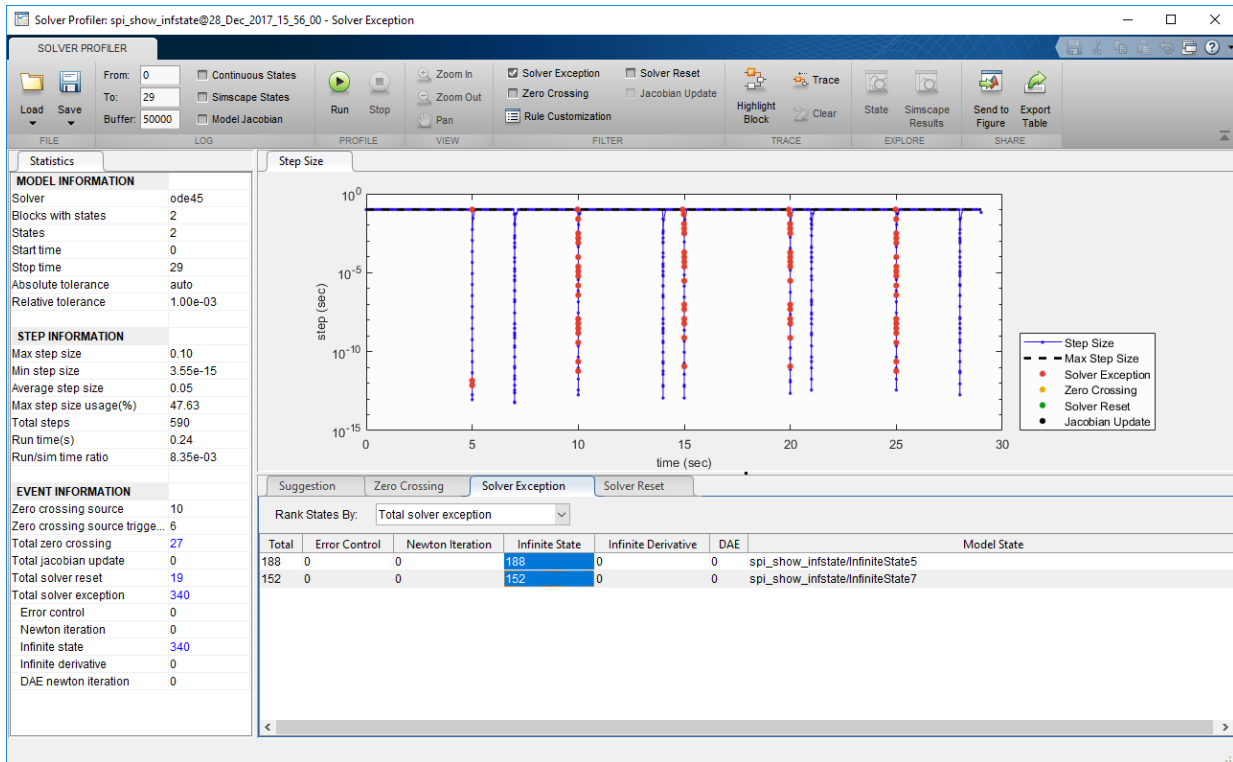 Solver Profiler: spi_show_infstate@28_Dec_2017_15_56_00 - Solver Exception
SOLVER PROFILER
Load
Save
FILE
From: 0
To: 29
Buffer: 50000
Continuous States
Simscape States
Model Jacobian
LOG
Run
Stop
PROFILE
Zoom In
Zoom Out
Pan
VIEW
Solver Exception
Solver Reset
Zero Crossing
Jacobian Update
Rule Customization
FILTER
Highlight
Block
Trace
Clear
TRACE
State
Simscape
Results
EXPLORE
Send to
Figure
Export
Table
SHARE
Statistics
MODEL INFORMATION
Solver ode45
Blocks with states 2
States 2
Start time 0
Stop time 29
Absolute tolerance auto
Relative tolerance 1.00e-03
STEP INFORMATION
Max step size 0.10
Min step size 3.55e-15
Average step size 0.05
Max step size usage(%) 47.63
Total steps 590
Run time(s) 0.24
Run/sim time ratio 8.35e-03
EVENT INFORMATION
Zero crossing source 10
Zero crossing source trigge... 6
Total zero crossing 27
Total jacobian update 0
Total solver reset 19
Total solver exception 340
Error control 0
Newton iteration 0
Infinite state 340
Infinite derivative 0
DAE newton iteration 0
Step Size
10^0
10^-5
10^-10
10^-15
step (sec)
0 5 10 15 20 25 30
time (sec)
Step Size
Max Step Size
Solver Exception
Zero Crossing
Solver Reset
Jacobian Update
Suggestion Zero Crossing Solver Exception Solver Reset
Rank States By: Total solver exception
Total Error Control Newton Iteration Infinite State Infinite Derivative DAE Model State
188 0 0 188 0 0 spi_show_infstate/InfiniteState5
152 0 0 152 0 0 spi_show_infstate/InfiniteState7